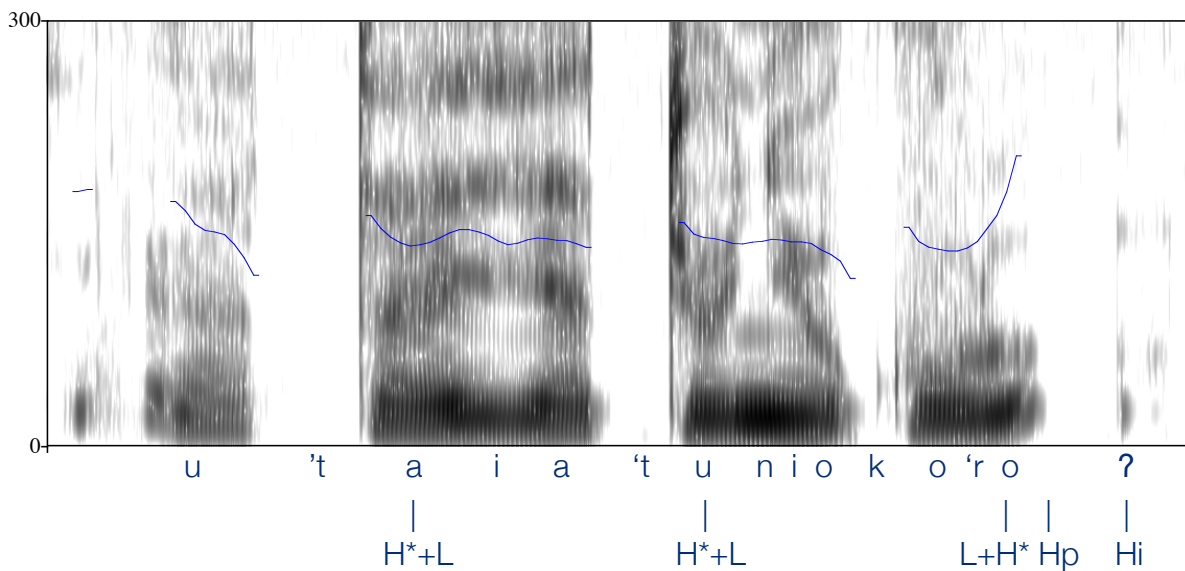 300
0
u 't a i a 't u n i o k o 'r o ʔ
H*+L H*+L L+H* Hp Hi